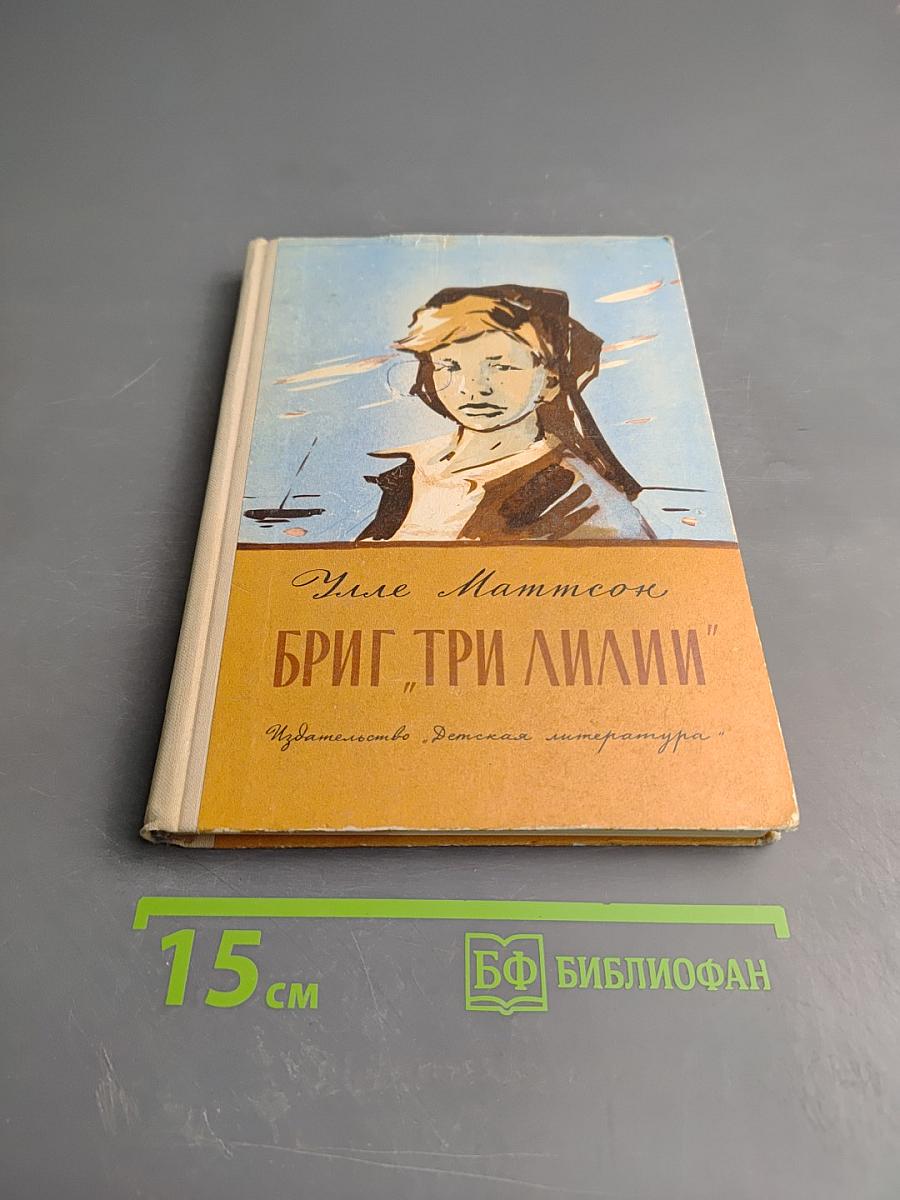 Улле Маттсон
БРИГ „ТРИ ЛИЛИИ"
Издательство „Детская литература"
15 см
БФ БИБЛИОФАН